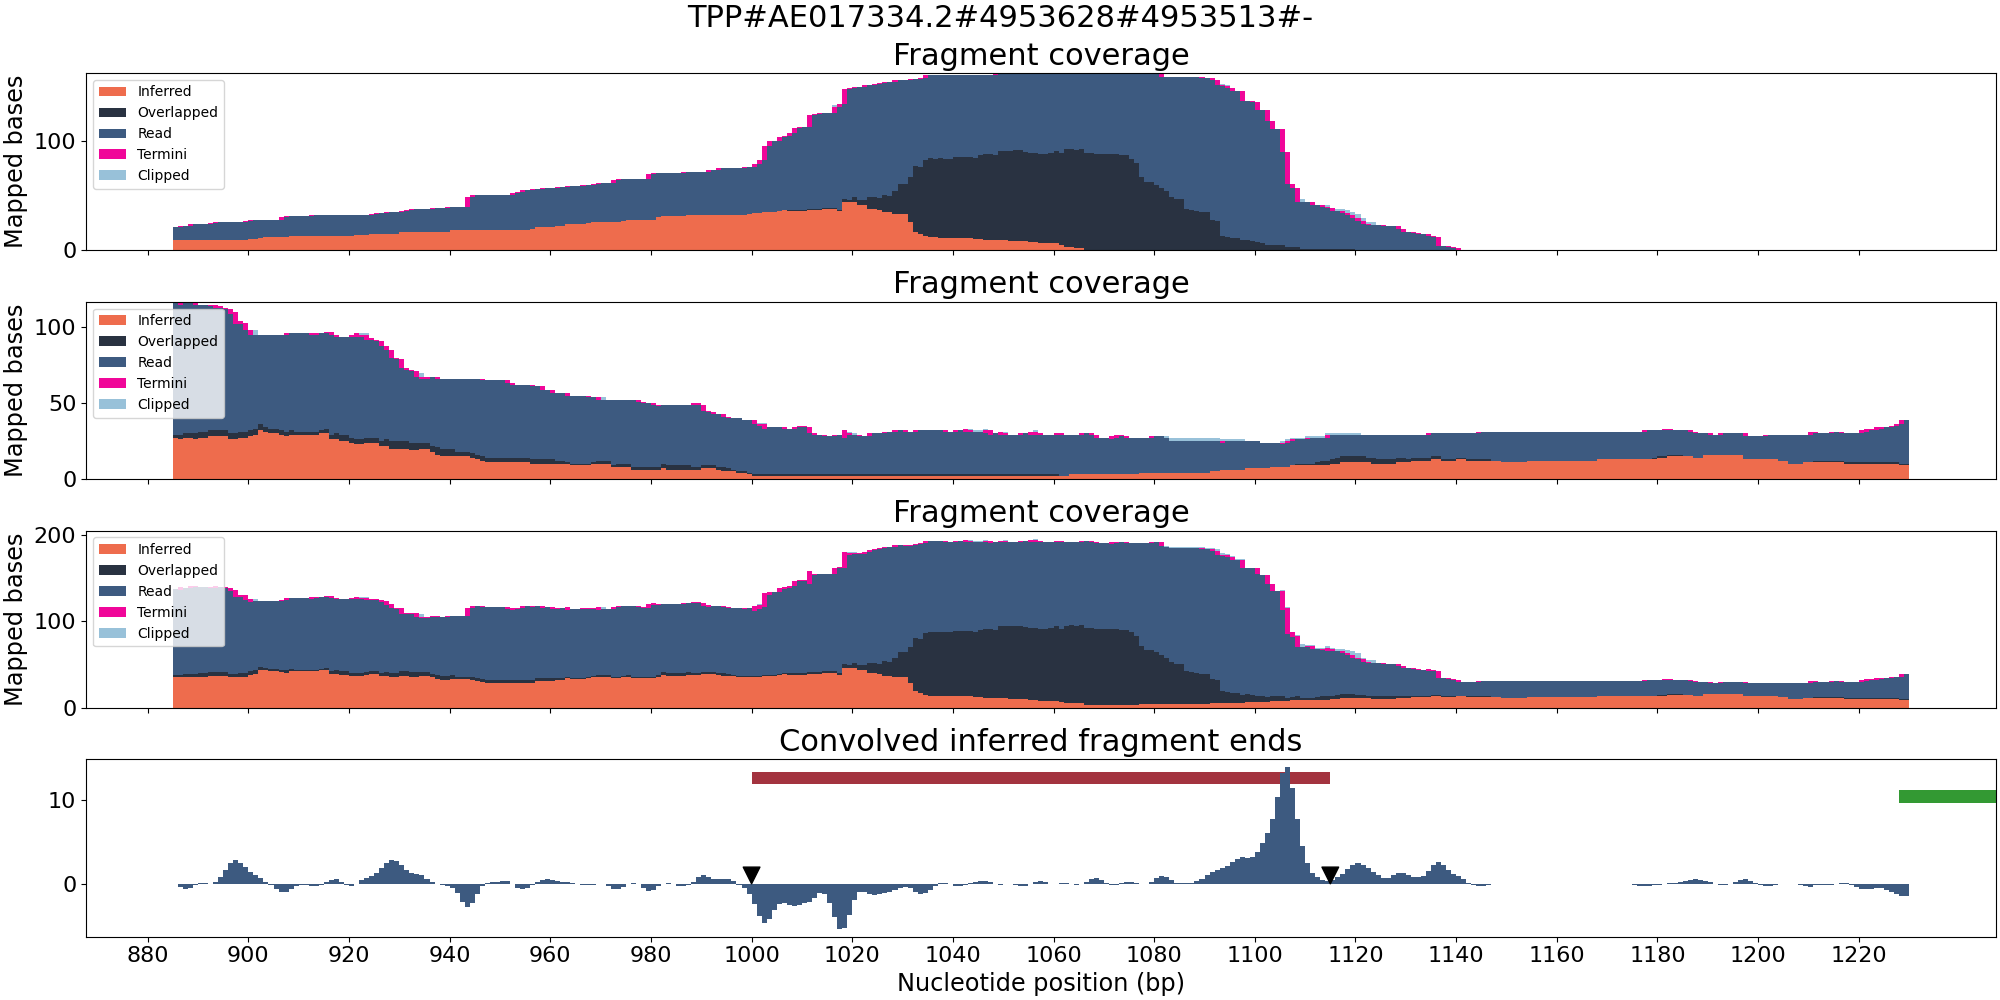 TPP#AE017334.2#4953628#4953513#-
Fragment coverage
Mapped bases
100
0
Inferred
Overlapped
Read
Termini
Clipped
Fragment coverage
Mapped bases
100
50
0
Inferred
Overlapped
Read
Termini
Clipped
Fragment coverage
Mapped bases
200
100
0
Inferred
Overlapped
Read
Termini
Clipped
Convolved inferred fragment ends
10
0
880 900 920 940 960 980 1000 1020 1040 1060 1080 1100 1120 1140 1160 1180 1200 1220
Nucleotide position (bp)